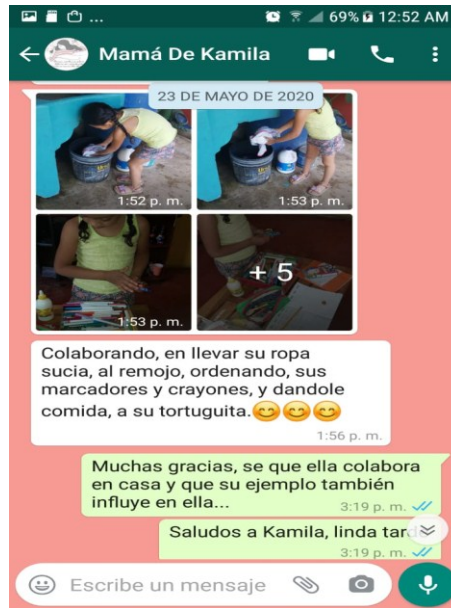 69% 12:52 AM
Mamá De Kamila
23 DE MAYO DE 2020
1:52 p. m.
1:53 p. m.
1:53 p. m.
+ 5
Colaborando, en llevar su ropa
sucia, al remojo, ordenando, sus
marcadores y crayones, y dandole
comida, a su tortuguita.
1:56 p. m.
Muchas gracias, se que ella colabora
en casa y que su ejemplo también
influye en ella...
3:19 p. m.
Saludos a Kamila, linda
3:19 p. m.
Escribe un mensaje